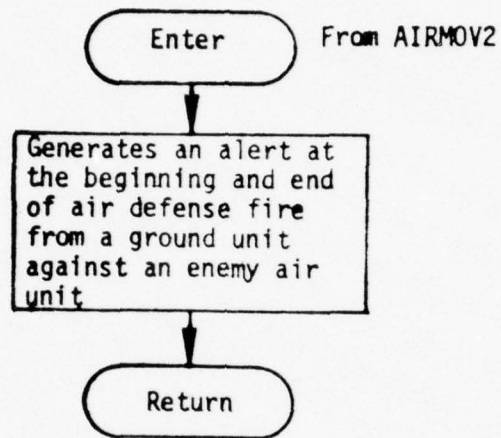 Enter From AIRMOV2
Generates an alert at
the beginning and end
of air defense fire
from a ground unit
against an enemy air
unit
Return